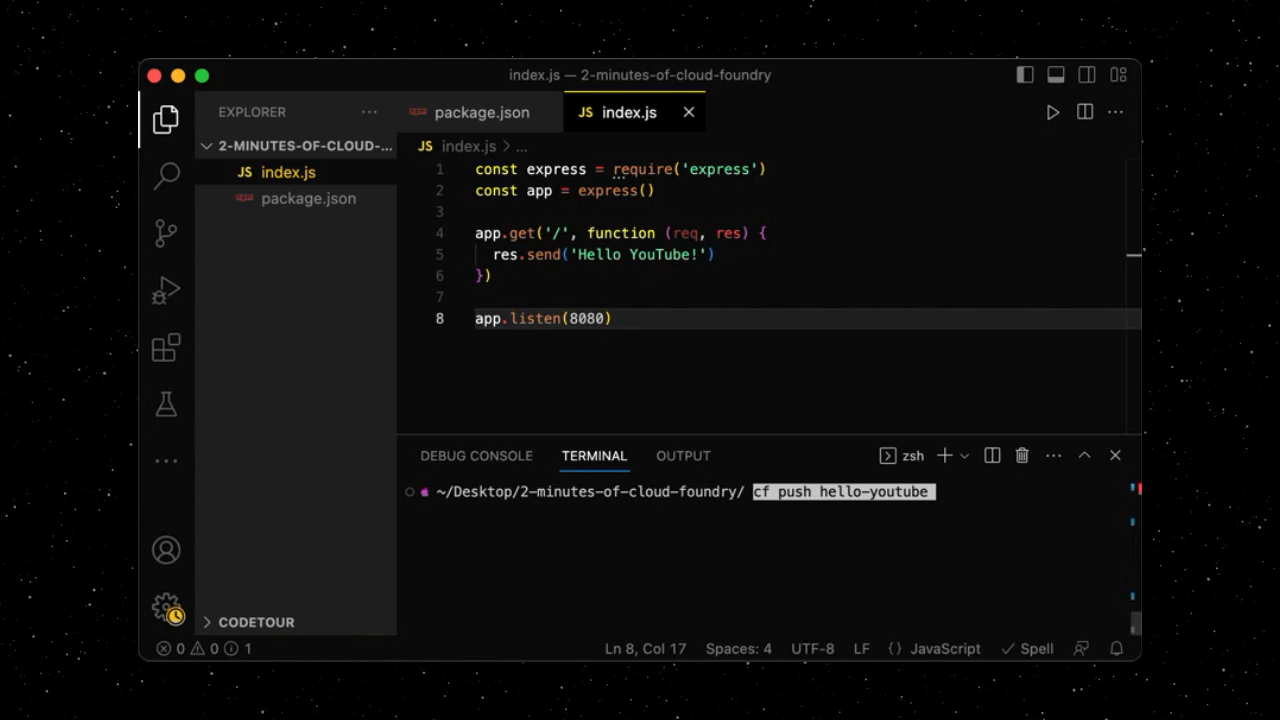 index.js — 2-minutes-of-cloud-foundry
EXPLORER
package.json
JS index.js
2-MINUTES-OF-CLOUD-...
JS index.js
package.json
JS index.js > ...
1 const express = require('express')
2 const app = express()
3
4 app.get('/', function (req, res) {
5 res.send('Hello YouTube!')
6 })
7
8 app.listen(8080)
DEBUG CONSOLE TERMINAL OUTPUT zsh
~/Desktop/2-minutes-of-cloud-foundry/ cf push hello-youtube
CODETOUR
0 0 1 Ln 8, Col 17 Spaces: 4 UTF-8 LF {} JavaScript Spell